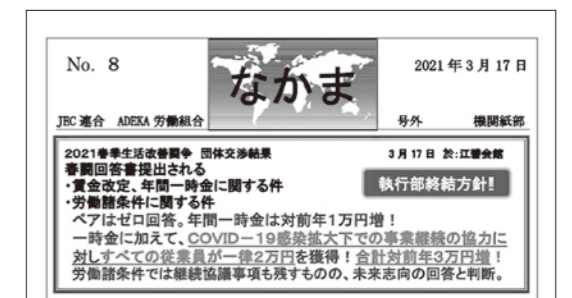 No. 8
なかま
2021年3月17日
JEC連合 ADEKA労働組合
号外 機関紙部
2021春季生活改善闘争 団体交渉結果
3月17日 於:江曹会館
春闘回答書提出される
・賃金改定、年間一時金に関する件
執行部終結方針!!
・労働諸条件に関する件
ベアはゼロ回答。年間一時金は対前年1万円増!
一時金に加えて、COVID-19感染拡大下での事業継続の協力に
対しすべての従業員が一律2万円を獲得!合計対前年3万円増!
労働諸条件では継続協議事項も残すものの、未来志向の回答と判断。